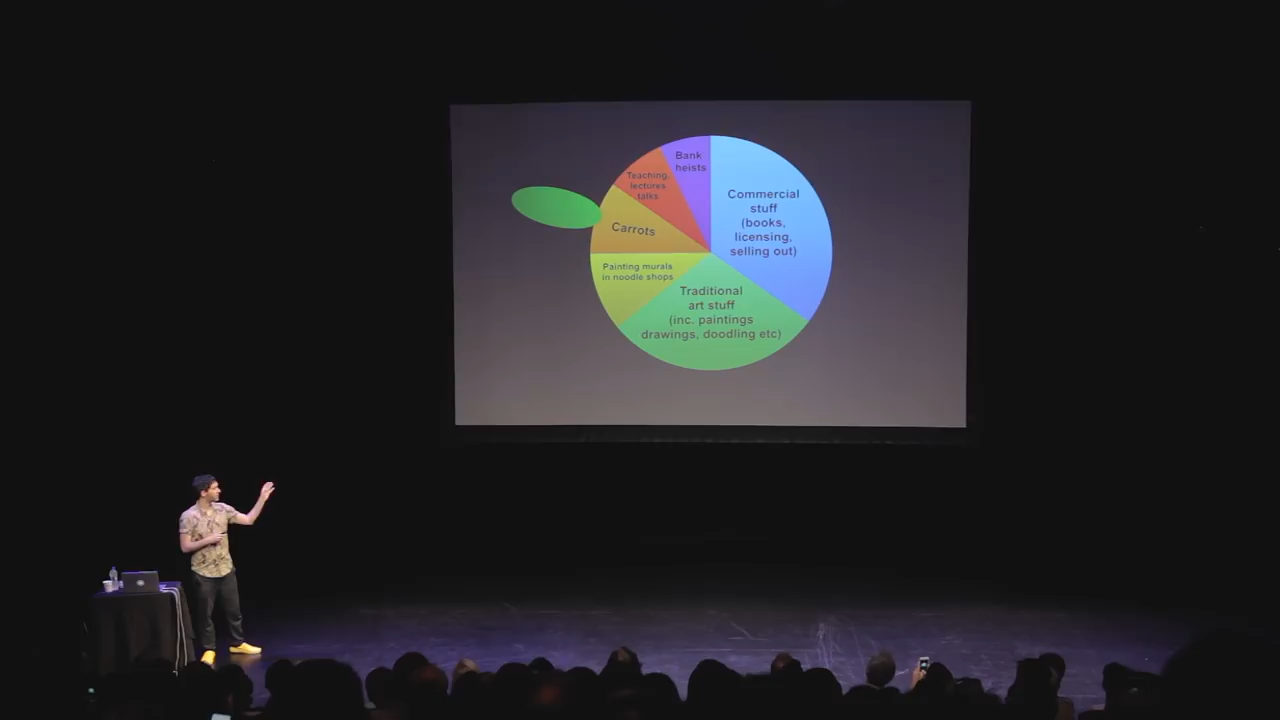 Bank
heists
Teaching,
lectures
talks
Commercial
stuff
(books,
licensing,
selling out)
Carrots
Painting murals
in noodle shops
Traditional
art stuff
(inc. paintings
drawings, doodling etc)